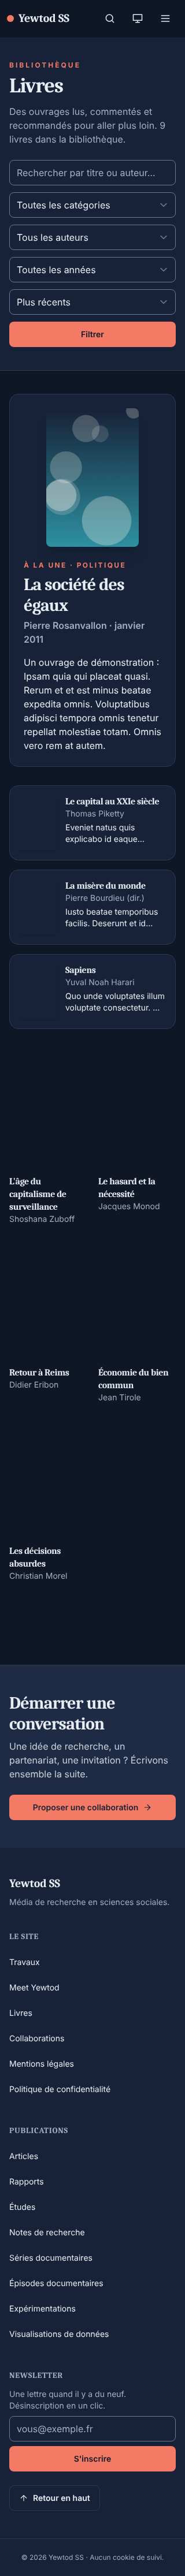 Yewtod SS
BIBLIOTHÈQUE
Livres
Des ouvrages lus, commentés et
recommandés pour aller plus loin. 9
livres dans la bibliothèque.
Rechercher par titre ou auteur...
Toutes les catégories
Tous les auteurs
Toutes les années
Plus récents
Filtrer
À LA UNE · POLITIQUE
La société des
égaux
Pierre Rosanvallon · janvier
2011
Un ouvrage de démonstration :
Ipsam quia qui placeat quasi.
Rerum et et est minus beatae
expedita omnis. Voluptatibus
adipisci tempora omnis tenetur
repellat molestiae totam. Omnis
vero rem at autem.
Le capital au XXIe siècle
Thomas Piketty
Eveniet natus quis
explicabo id eaque...
La misère du monde
Pierre Bourdieu (dir.)
Iusto beatae temporibus
facilis. Deserunt et id...
Sapiens
Yuval Noah Harari
Quo unde voluptates illum
voluptate consectetur. ...
L'âge du
capitalisme de
surveillance
Shoshana Zuboff
Le hasard et la
nécessité
Jacques Monod
Retour à Reims
Didier Eribon
Économie du bien
commun
Jean Tirole
Les décisions
absurdes
Christian Morel
Démarrer une
conversation
Une idée de recherche, un
partenariat, une invitation ? Écrivons
ensemble la suite.
Proposer une collaboration →
Yewtod SS
Média de recherche en sciences sociales.
LE SITE
Travaux
Meet Yewtod
Livres
Collaborations
Mentions légales
Politique de confidentialité
PUBLICATIONS
Articles
Rapports
Études
Notes de recherche
Séries documentaires
Épisodes documentaires
Expérimentations
Visualisations de données
NEWSLETTER
Une lettre quand il y a du neuf.
Désinscription en un clic.
vous@exemple.fr
S'inscrire
↑ Retour en haut
© 2026 Yewtod SS · Aucun cookie de suivi.